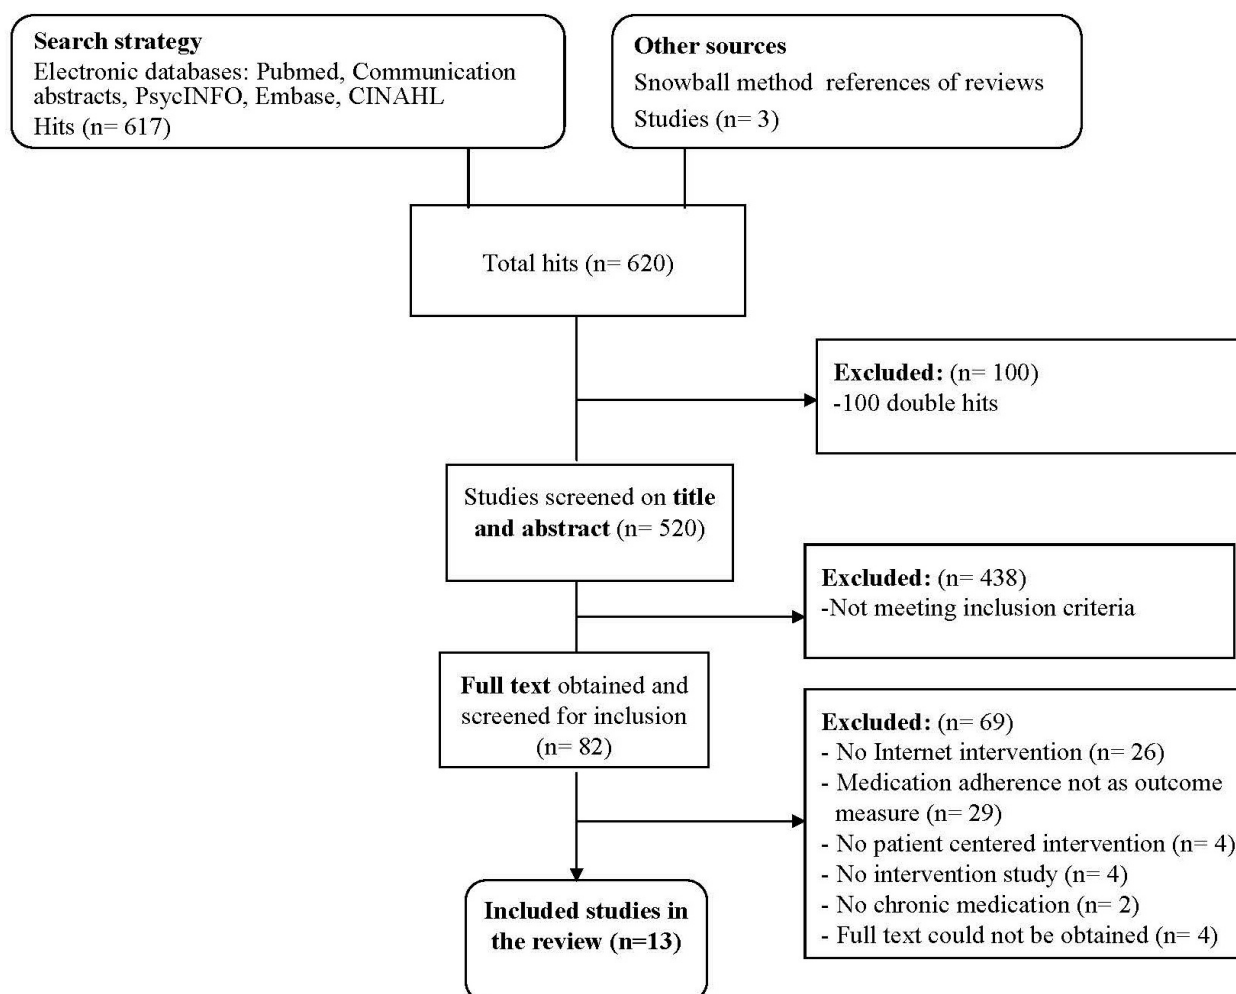 Search strategy
Electronic databases: Pubmed, Communication
abstracts, PsycINFO, Embase, CINAHL
Hits (n= 617)
Other sources
Snowball method references of reviews
Studies (n= 3)
Total hits (n= 620)
Excluded: (n= 100)
-100 double hits
Studies screened on title
and abstract (n= 520)
Excluded: (n= 438)
-Not meeting inclusion criteria
Full text obtained and
screened for inclusion
(n= 82)
Excluded: (n= 69)
- No Internet intervention (n= 26)
- Medication adherence not as outcome
measure (n= 29)
- No patient centered intervention (n= 4)
- No intervention study (n= 4)
- No chronic medication (n= 2)
- Full text could not be obtained (n= 4)
Included studies in
the review (n=13)